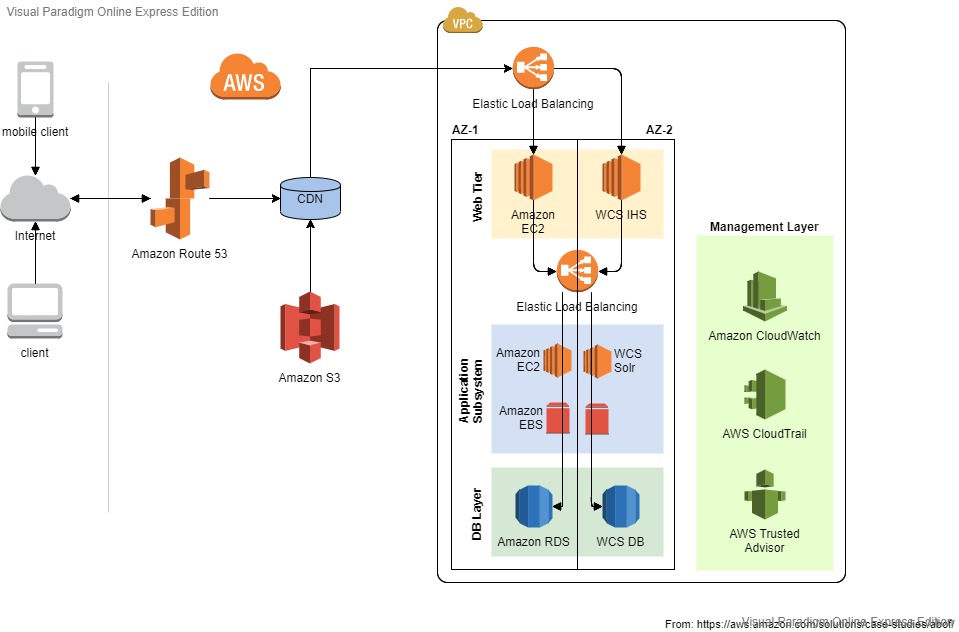 Visual Paradigm Online Express Edition
VPC
AWS
Elastic Load Balancing
mobile client
AZ-1
AZ-2
Web Tier
CDN
Amazon
EC2
WCS IHS
Internet
Amazon Route 53
Management Layer
Elastic Load Balancing
Amazon CloudWatch
client
Amazon
EC2
WCS
Solr
Application
Subsystem
Amazon S3
Amazon
EBS
AWS CloudTrail
DB Layer
Amazon RDS
WCS DB
AWS Trusted
Advisor
Visual Paradigm Online Express Edition
From: https://aws.amazon.com/solutions/case-studies/abof/